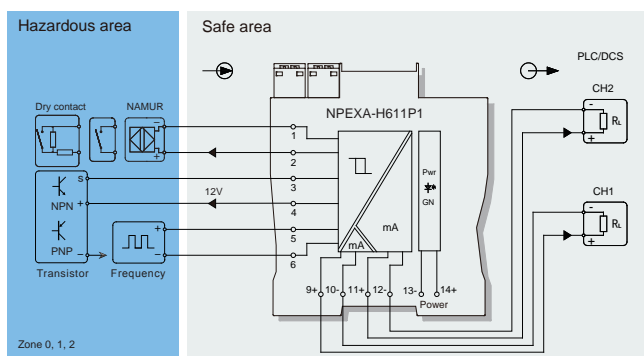 Hazardous area
Safe area
PLC/DCS
CH2
NPEXA-H611P1
Dry contact
NAMUR
-
+
1
2
3
4
5
6
S
NPN
+
12V
PNP
-
+
-
Transistor
Frequency
Pwr
GN
mA
mA
-
RL
+
CH1
-
RL
+
9+
10-
11+
12-
13-
14+
Power
Zone 0, 1, 2